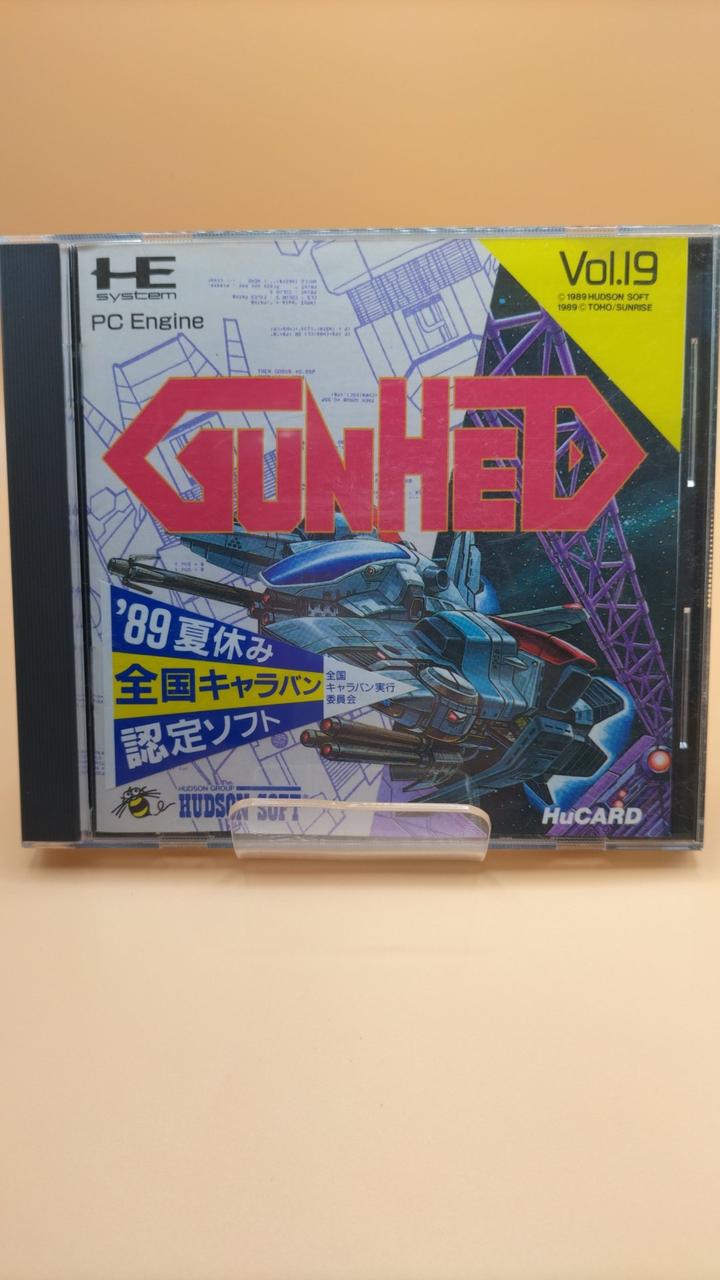 HE
system
PC Engine
Vol.19
© 1989 HUDSON SOFT
1989 © TOHO/SUNRISE
GUNHED
'89夏休み
全国キャラバン
認定ソフト
全国
キャラバン実行
委員会
HUDSON GROUP
HUDSON SOFT
HuCARD